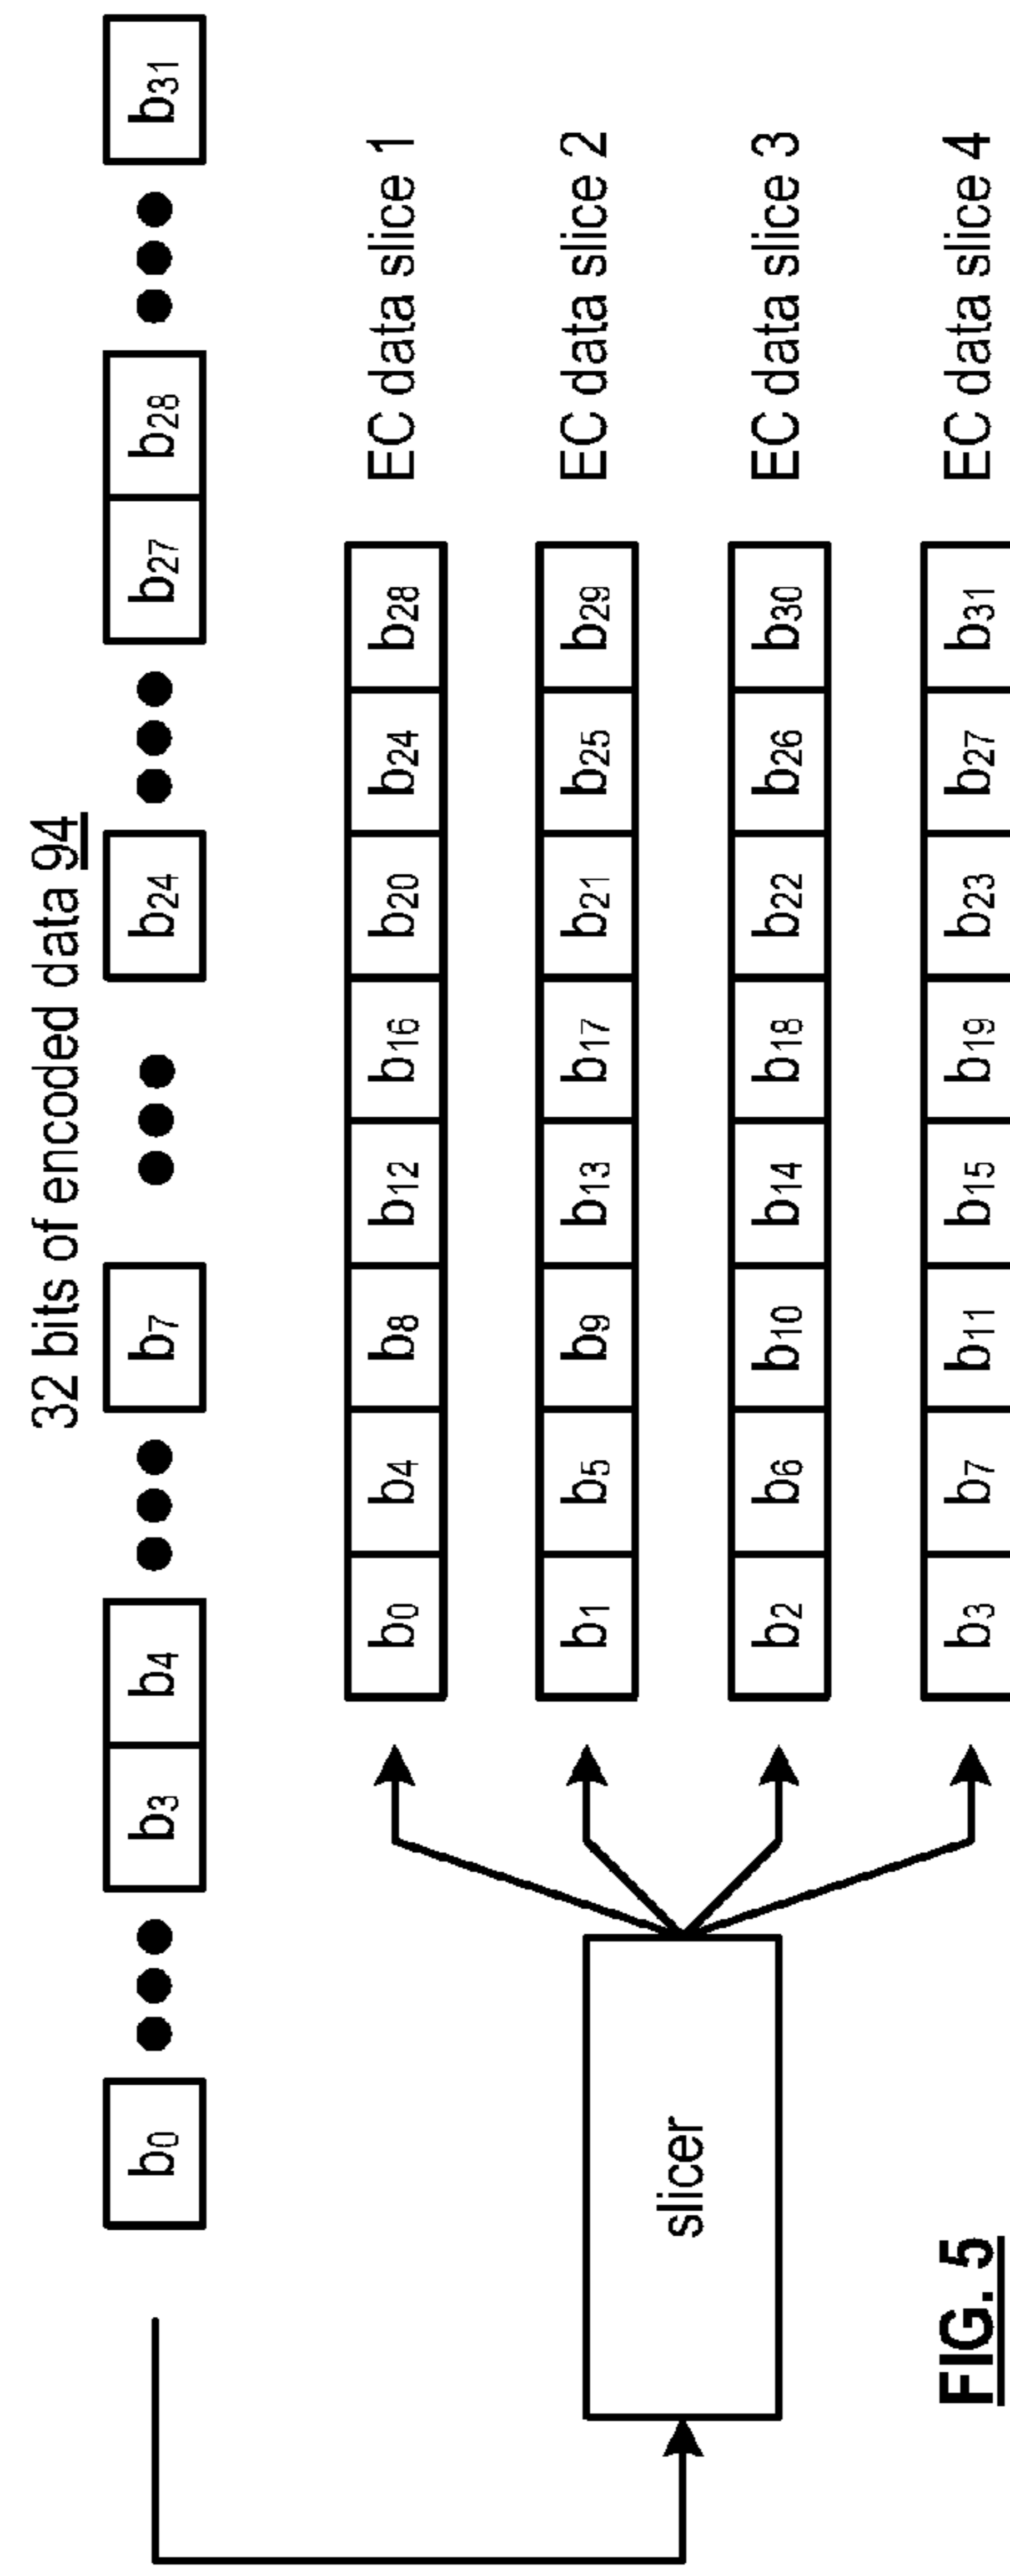 32 bits of encoded data 94
b0 b3 b4 b7 b24 b27 b28 b31
b0 b4 b8 b12 b16 b20 b24 b28 EC data slice 1
b1 b5 b9 b13 b17 b21 b25 b29 EC data slice 2
slicer
b2 b6 b10 b14 b18 b22 b26 b30 EC data slice 3
b3 b7 b11 b15 b19 b23 b27 b31 EC data slice 4
FIG. 5